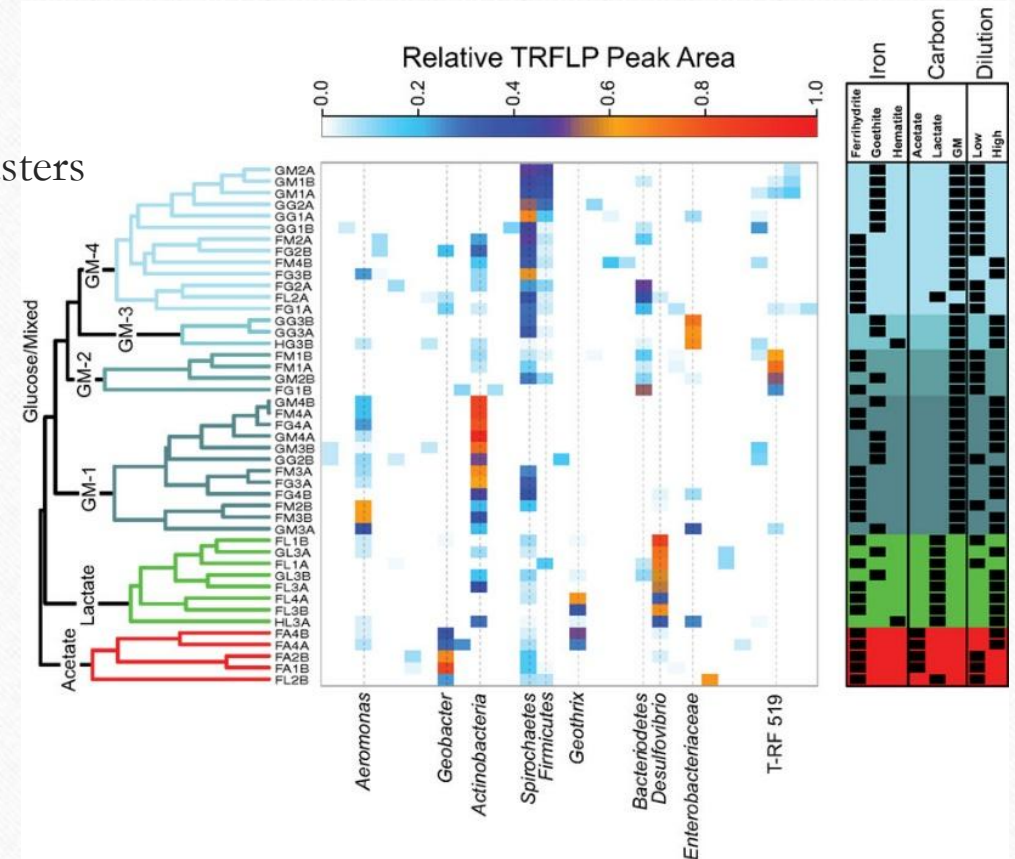 sters
Relative TRFLP Peak Area
0.0
0.2
0.4
0.6
0.8
1.0
Iron
Carbon
Dilution
Ferrihydrite
Goethite
Hematite
Acetate
Lactate
GM
Low
High
Glucose/Mixed
GM-4
GM-3
GM-2
GM-1
Lactate
Acetate
GM2A
GM1B
GM1A
GG2A
GG1A
GG1B
FM2A
FG2B
FM4B
FG3B
FG2A
FL2A
FG1A
GG3B
GG3A
HG3B
FM1B
FM1A
GM2B
FG1B
GM4B
FM4A
FG4A
GM4A
GM3B
GG2B
FM3A
FG3A
FG4B
FM2B
FM3B
GM3A
FL1B
GL3A
FL1A
GL3B
FL3A
FL4A
FL3B
HL3A
FA4B
FA4A
FA2B
FA1B
FL2B
Aeromonas
Geobacter
Actinobacteria
Spirochaetes
Firmicutes
Geothrix
Bacteriodetes
Desulfovibrio
Enterobacteriaceae
T-RF 519